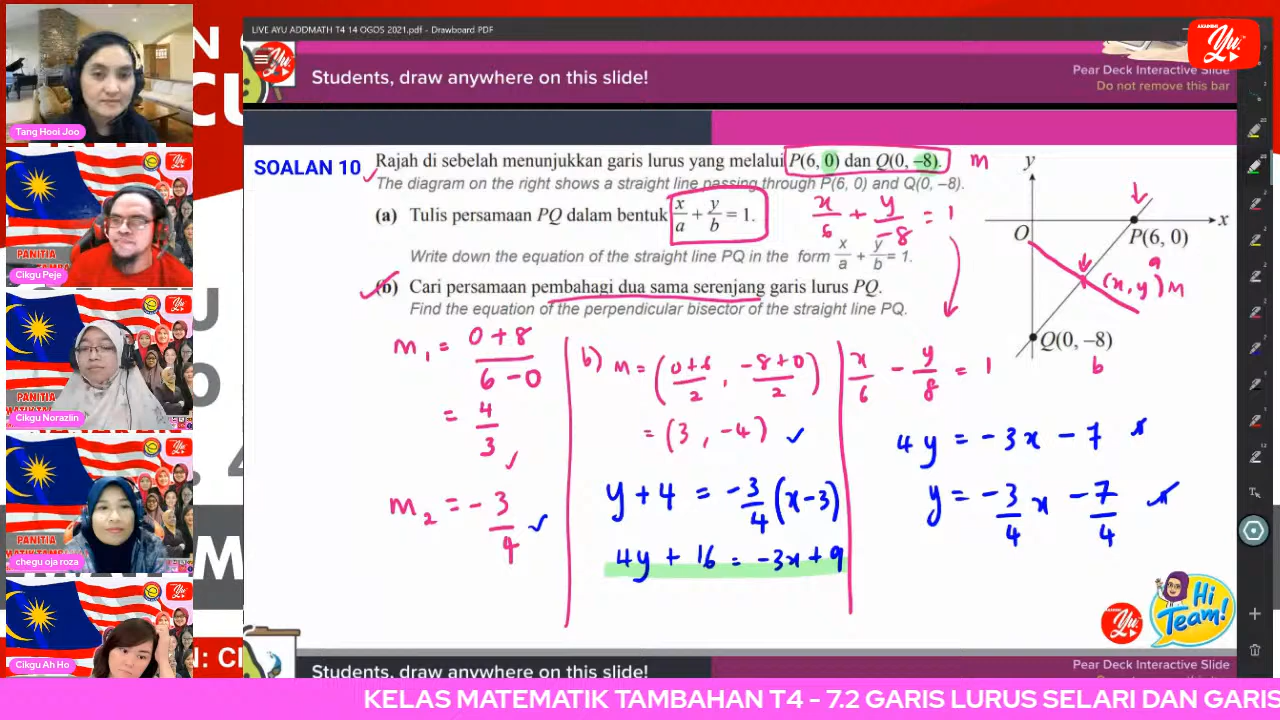 LIVE AYU ADDMATH T4 14 OGOS 2021.pdf - Drawboard PDF
Students, draw anywhere on this slide!
Pear Deck Interactive Slide
Do not remove this bar
SOALAN 10
Rajah di sebelah menunjukkan garis lurus yang melalui P(6, 0) dan Q(0, –8).
The diagram on the right shows a straight line passing through P(6, 0) and Q(0, –8).
(a) Tulis persamaan PQ dalam bentuk x/a + y/b = 1.
Write down the equation of the straight line PQ in the form x/a + y/b = 1.
(b) Cari persamaan pembahagi dua sama serenjang garis lurus PQ.
Find the equation of the perpendicular bisector of the straight line PQ.
x/6 + y/-8 = 1
m
y
x
O
P(6, 0)
a
(x, y) M
Q(0, –8)
b
m₁ = 0+8/6-0
= 4/3
m₂ = -3/4
b) M = (0+6/2, -8+0/2)
= (3, -4)
y + 4 = -3/4 (x-3)
4y + 16 = -3x + 9
x/6 - y/8 = 1
4y = -3x - 7
y = -3/4 x - 7/4
Hi Team!
Students, draw anywhere on this slide!
Pear Deck Interactive Slide
Do not remove this bar
Tang Hooi Joo
PANITIA
Cikgu Peje
PANITIA
Cikgu Norazlin
PANITIA
chegu oja roza
Cikgu Ah Ho
KELAS MATEMATIK TAMBAHAN T4 - 7.2 GARIS LURUS SELARI DAN GARIS